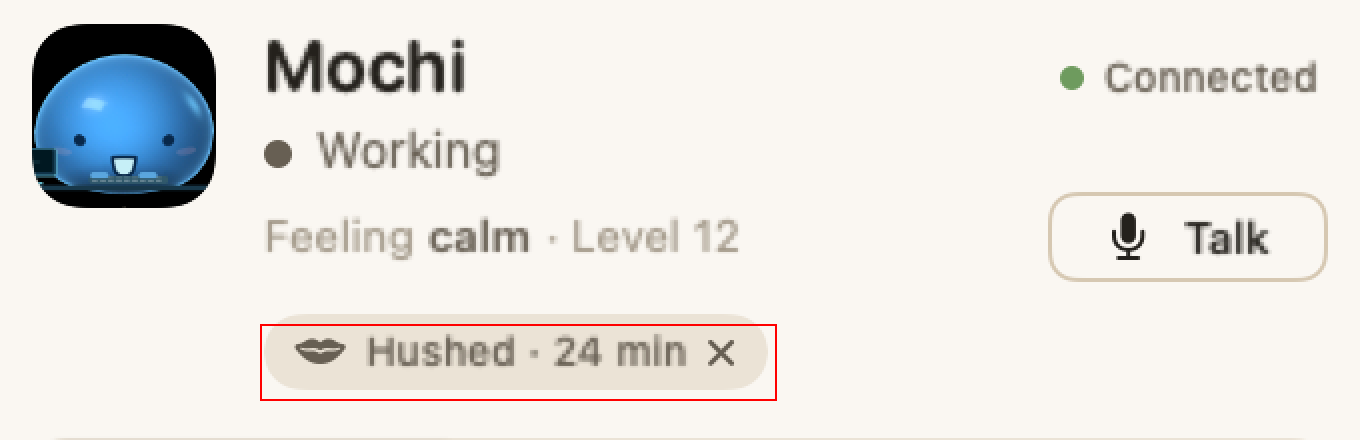 Mochi
Connected
Working
Feeling calm · Level 12
Talk
Hushed · 24 min